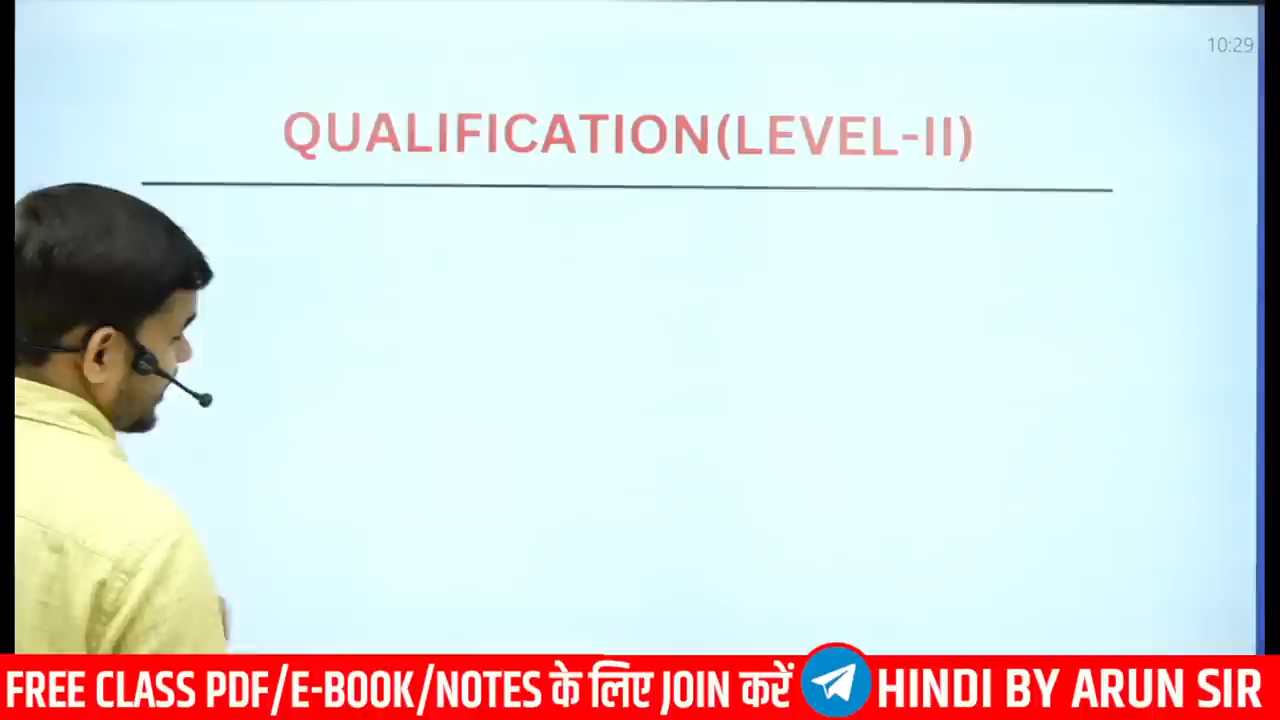 10:29
QUALIFICATION(LEVEL-II)
FREE CLASS PDF/E-BOOK/NOTES के लिए JOIN करें HINDI BY ARUN SIR